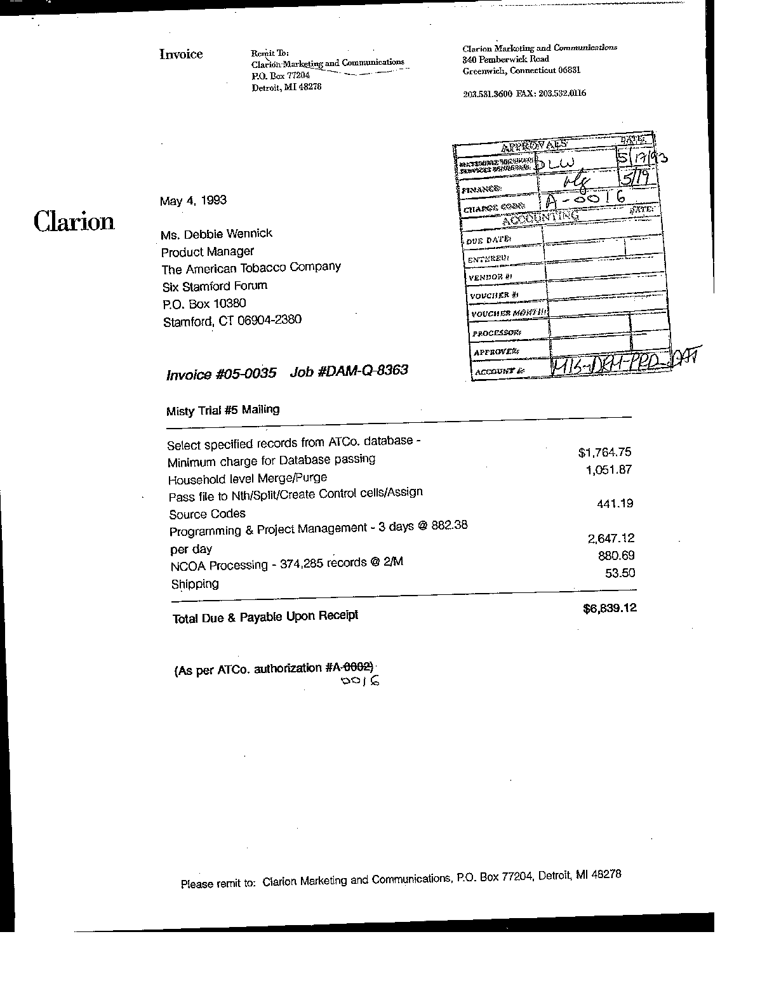 Invoice
Remit To:
Clarion Marketing and Communications
P.O. Box 77204
Detroit, MI 48278
Clarion Marketing and Communications
340 Pemberwick Road
Greenwich, Connecticut 06831
203.531.3600 FAX: 203.532.0116
APPROVALS DATE:
DLW 5/17/93
FINANCE: 5/19
CHARGE CODE: A-0016
ACCOUNTING DATE:
DUE DATE:
ENTERED:
VENDOR #:
VOUCHER #:
VOUCHER MONTH:
PROCESSOR:
APPROVER:
ACCOUNT #:
Clarion
May 4, 1993
Ms. Debbie Wennick
Product Manager
The American Tobacco Company
Six Stamford Forum
P.O. Box 10380
Stamford, CT 06904-2380
Invoice #05-0035 Job #DAM-Q-8363
Misty Trial #5 Mailing
Select specified records from ATCo. database -
Minimum charge for Database passing $1,764.75
Household level Merge/Purge 1,051.87
Pass file to Nth/Split/Create Control cells/Assign
Source Codes 441.19
Programming & Project Management - 3 days @ 882.38
per day 2,647.12
NCOA Processing - 374,285 records @ 2/M 880.69
Shipping 53.50
Total Due & Payable Upon Receipt $6,839.12
(As per ATCo. authorization #A-0002)
0016
Please remit to: Clarion Marketing and Communications, P.O. Box 77204, Detroit, MI 48278